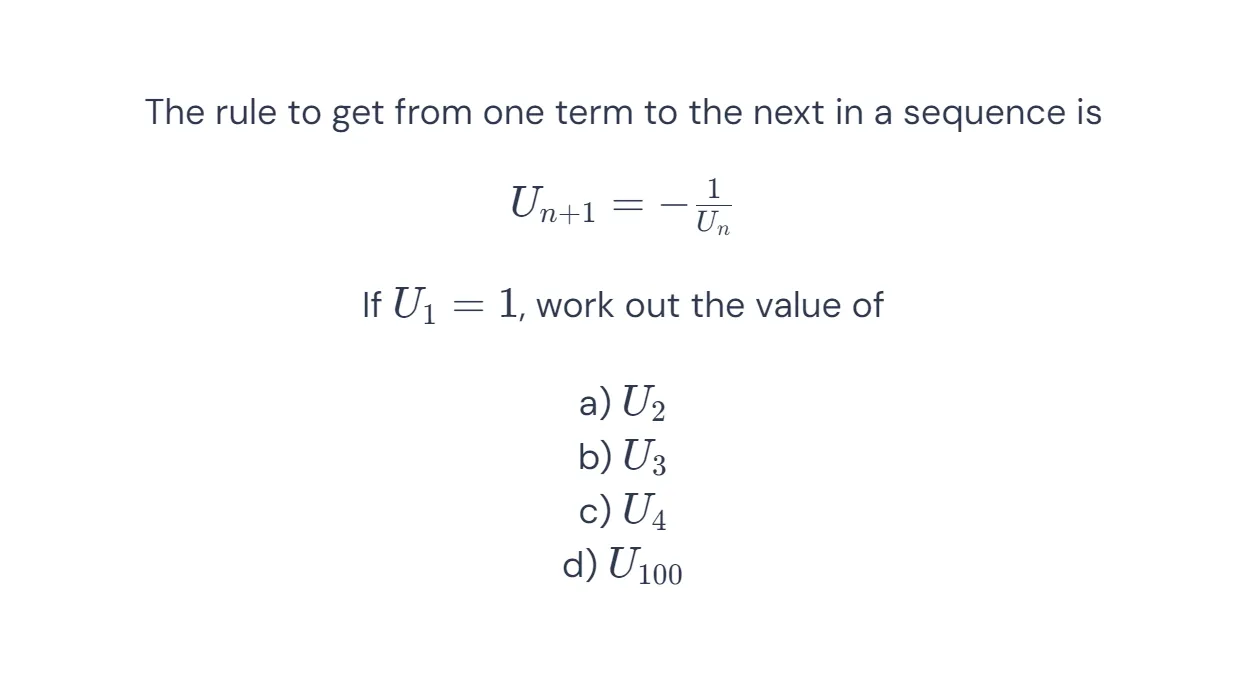 The rule to get from one term to the next in a sequence is
$U_{n+1} = -\frac{1}{U_n}$
If $U_1 = 1$, work out the value of
a) $U_2$
b) $U_3$
c) $U_4$
d) $U_{100}$